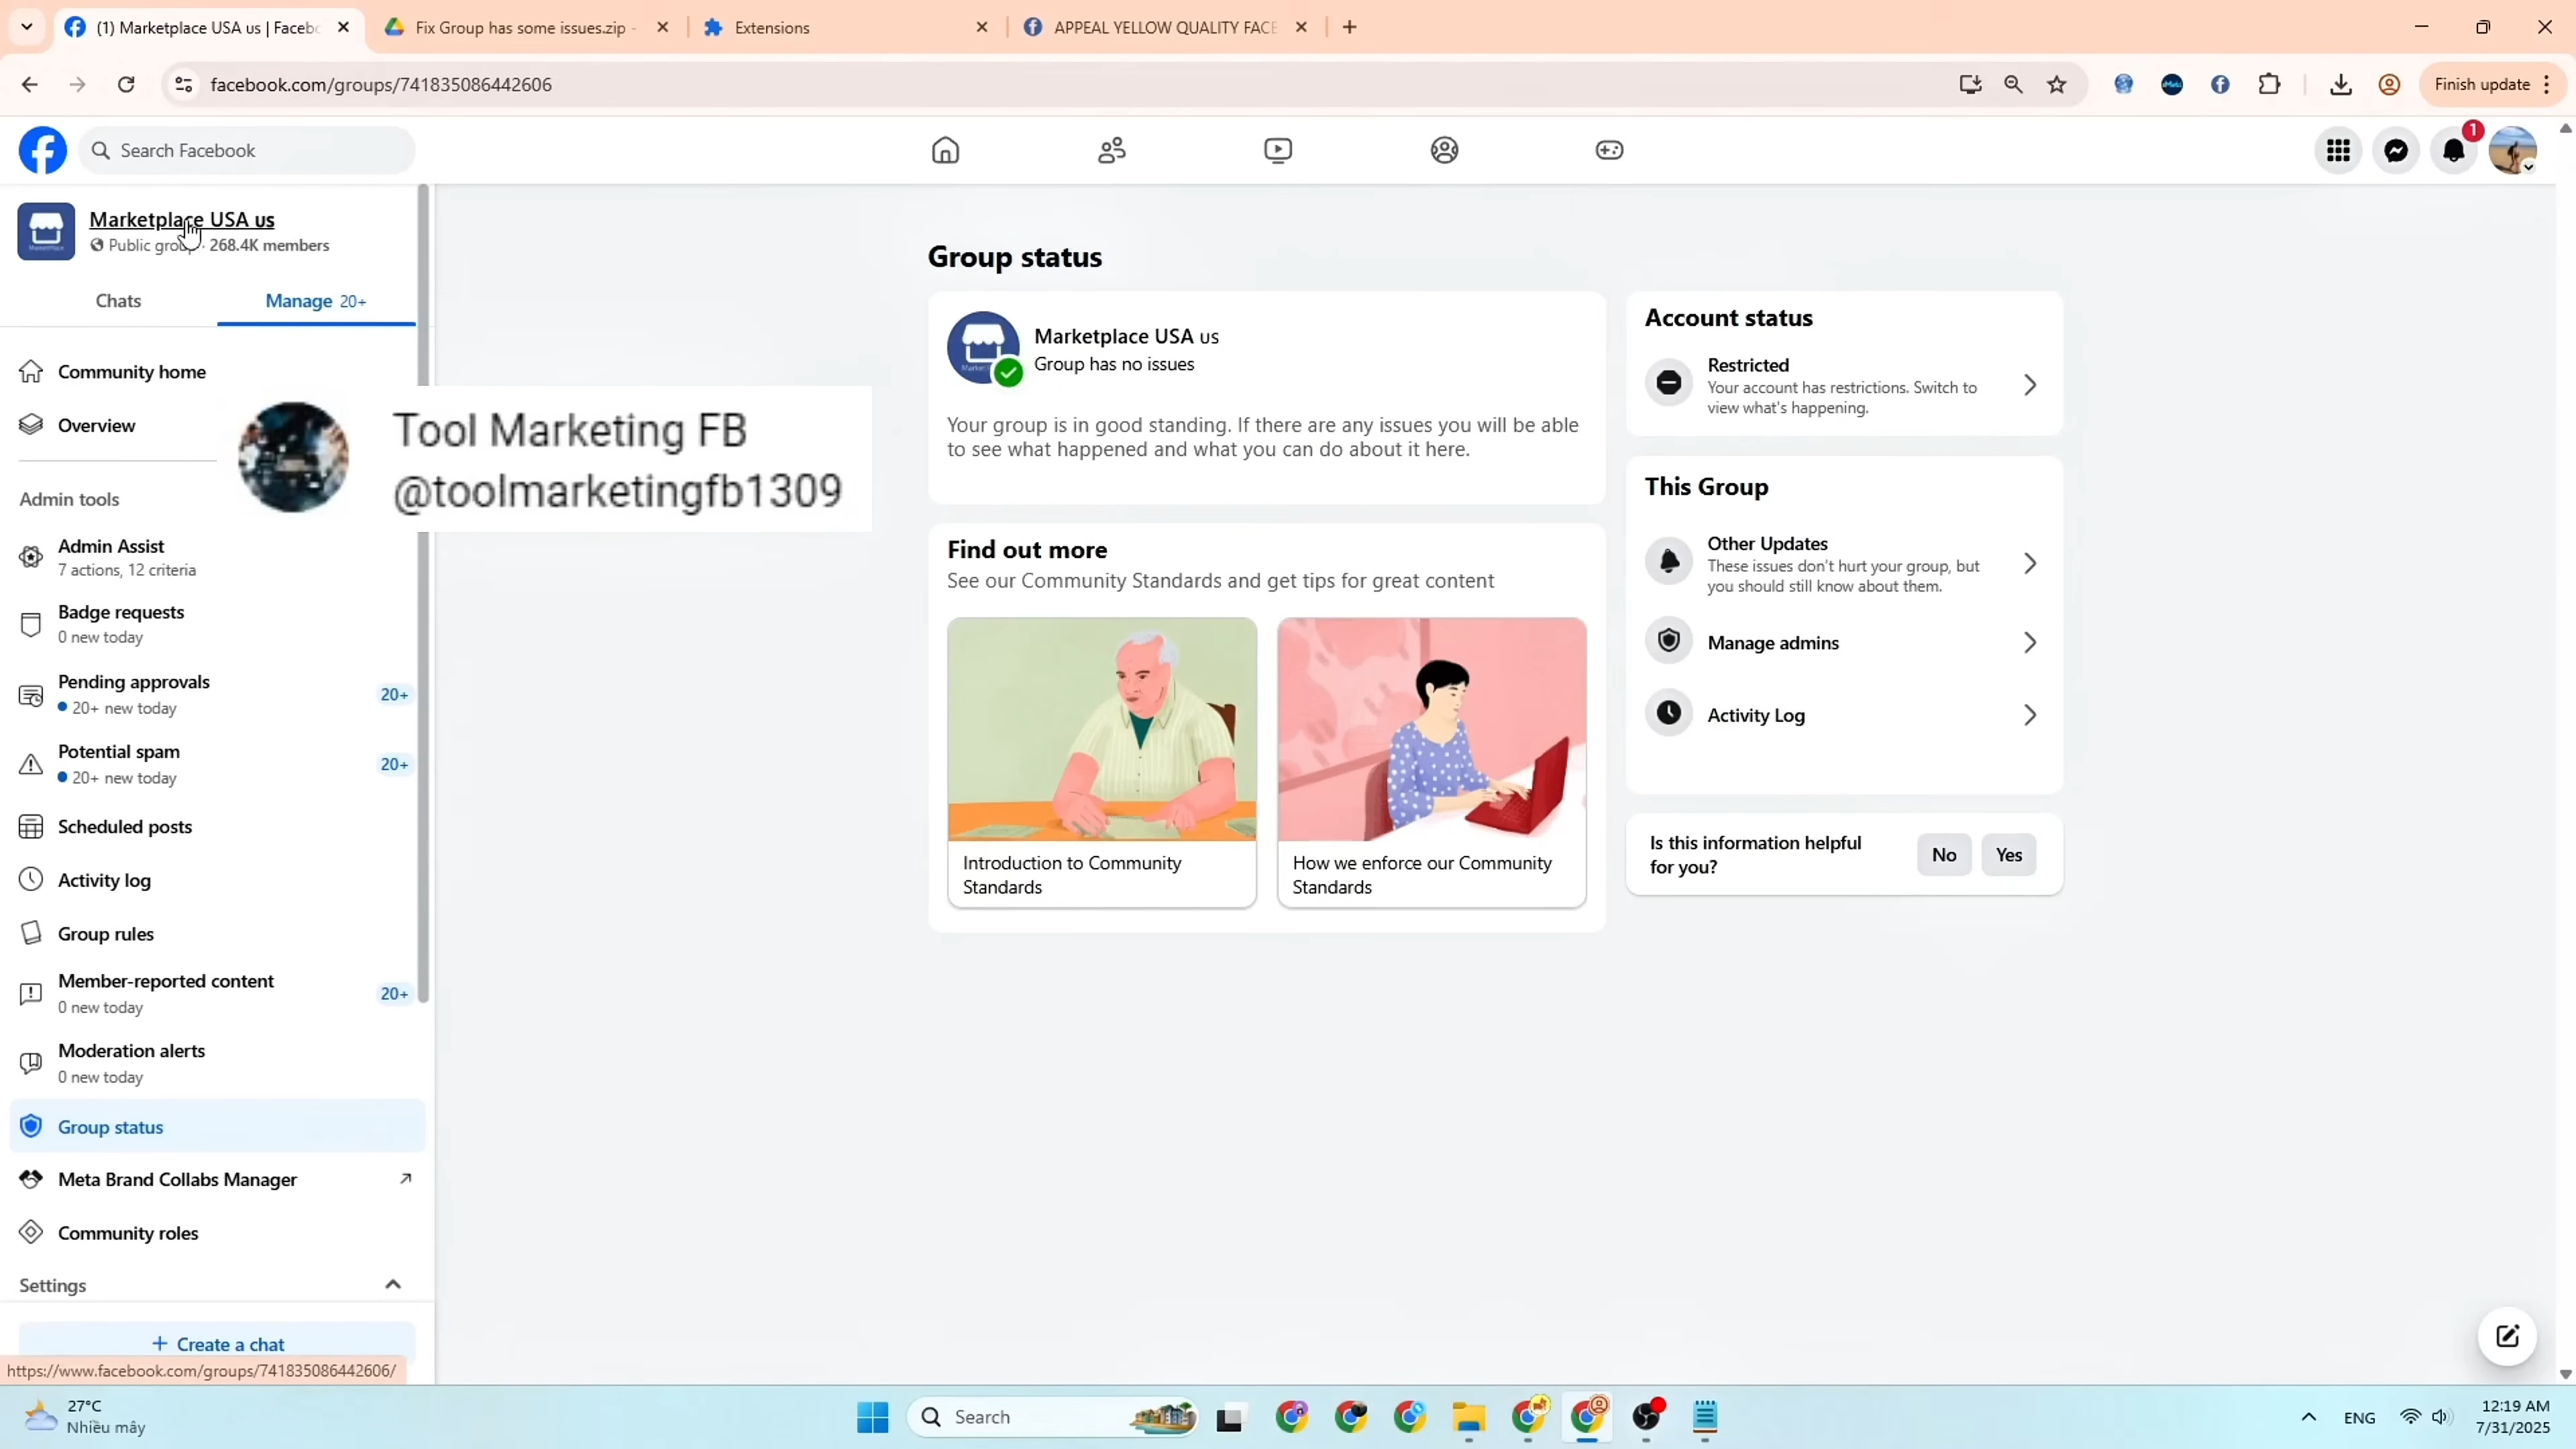 (1) Marketplace USA us | Facebo
Fix Group has some issues.zip -
Extensions
APPEAL YELLOW QUALITY FACE
facebook.com/groups/741835086442606
Finish update
Search Facebook
1
Marketplace USA us
Public group · 268.4K members
Chats
Manage 20+
Community home
Overview
Tool Marketing FB
@toolmarketingfb1309
Admin tools
Admin Assist
7 actions, 12 criteria
Badge requests
0 new today
Pending approvals
20+ new today
20+
Potential spam
20+ new today
20+
Scheduled posts
Activity log
Group rules
Member-reported content
0 new today
20+
Moderation alerts
0 new today
Group status
Meta Brand Collabs Manager
Community roles
Settings
+ Create a chat
https://www.facebook.com/groups/741835086442606/
Group status
Marketplace USA us
Group has no issues
Your group is in good standing. If there are any issues you will be able
to see what happened and what you can do about it here.
Find out more
See our Community Standards and get tips for great content
Introduction to Community
Standards
How we enforce our Community
Standards
Account status
Restricted
Your account has restrictions. Switch to
view what's happening.
This Group
Other Updates
These issues don't hurt your group, but
you should still know about them.
Manage admins
Activity Log
Is this information helpful
for you?
No
Yes
27°C
Nhiều mây
Search
ENG
12:19 AM
7/31/2025